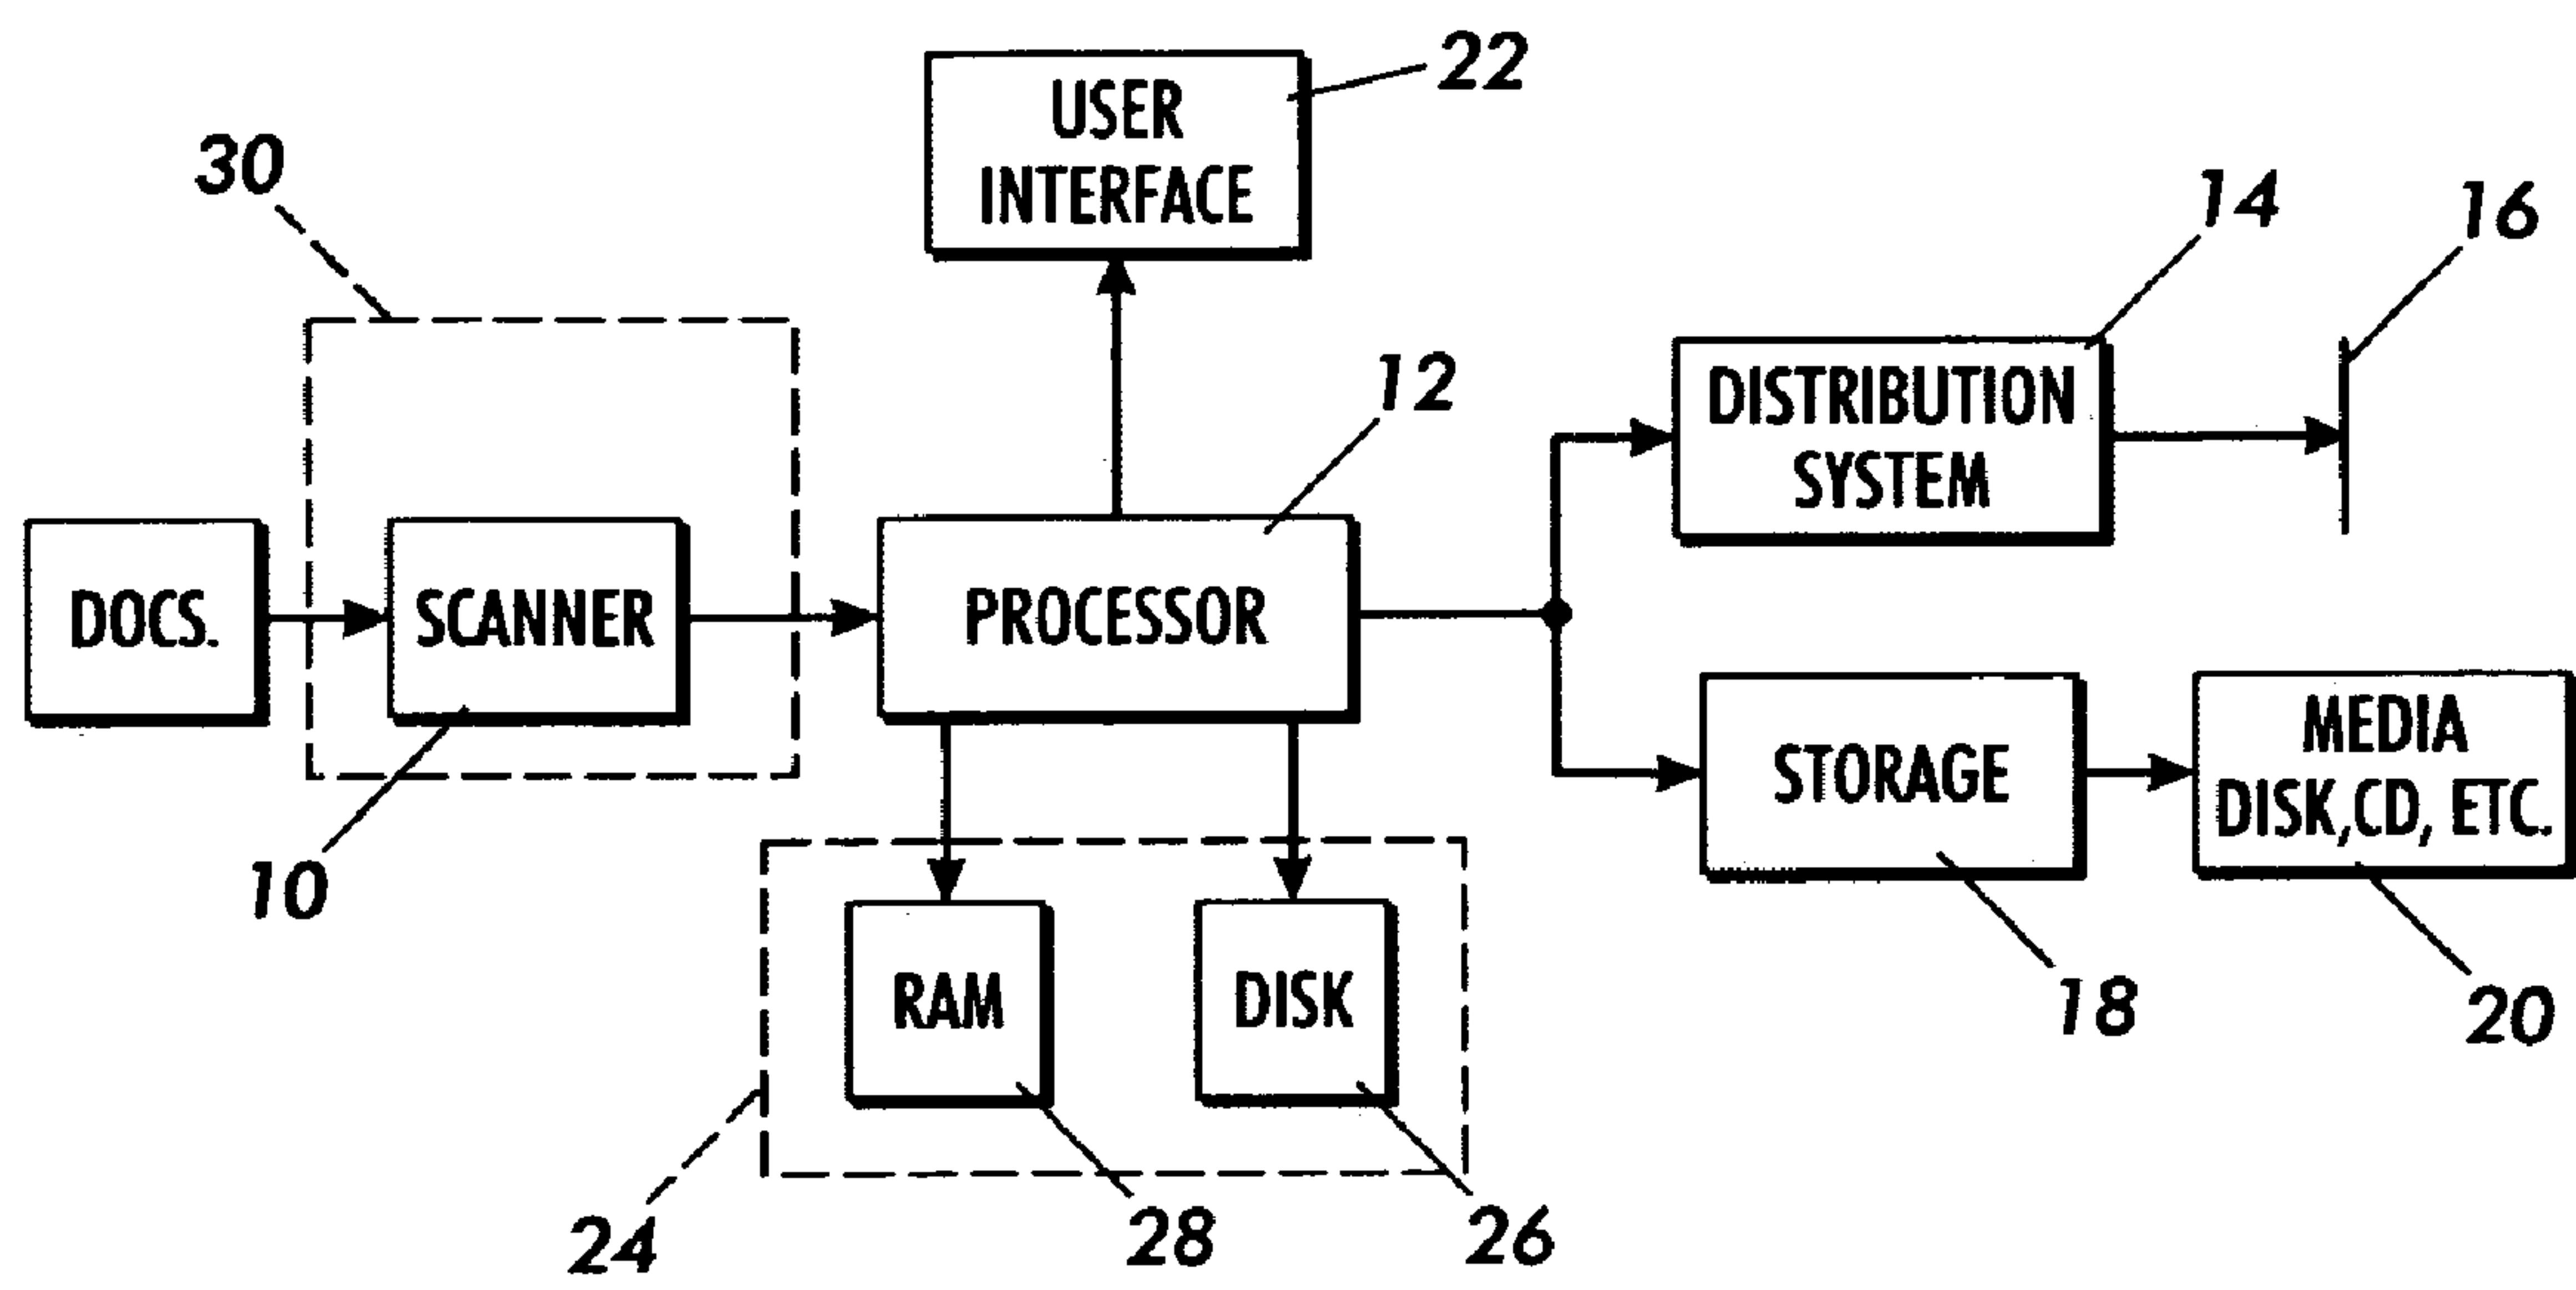 22
USER
INTERFACE
30
14
16
12
DISTRIBUTION
SYSTEM
DOCS.
SCANNER
PROCESSOR
MEDIA
DISK, CD, ETC.
STORAGE
10
RAM
DISK
18
20
24
28
26